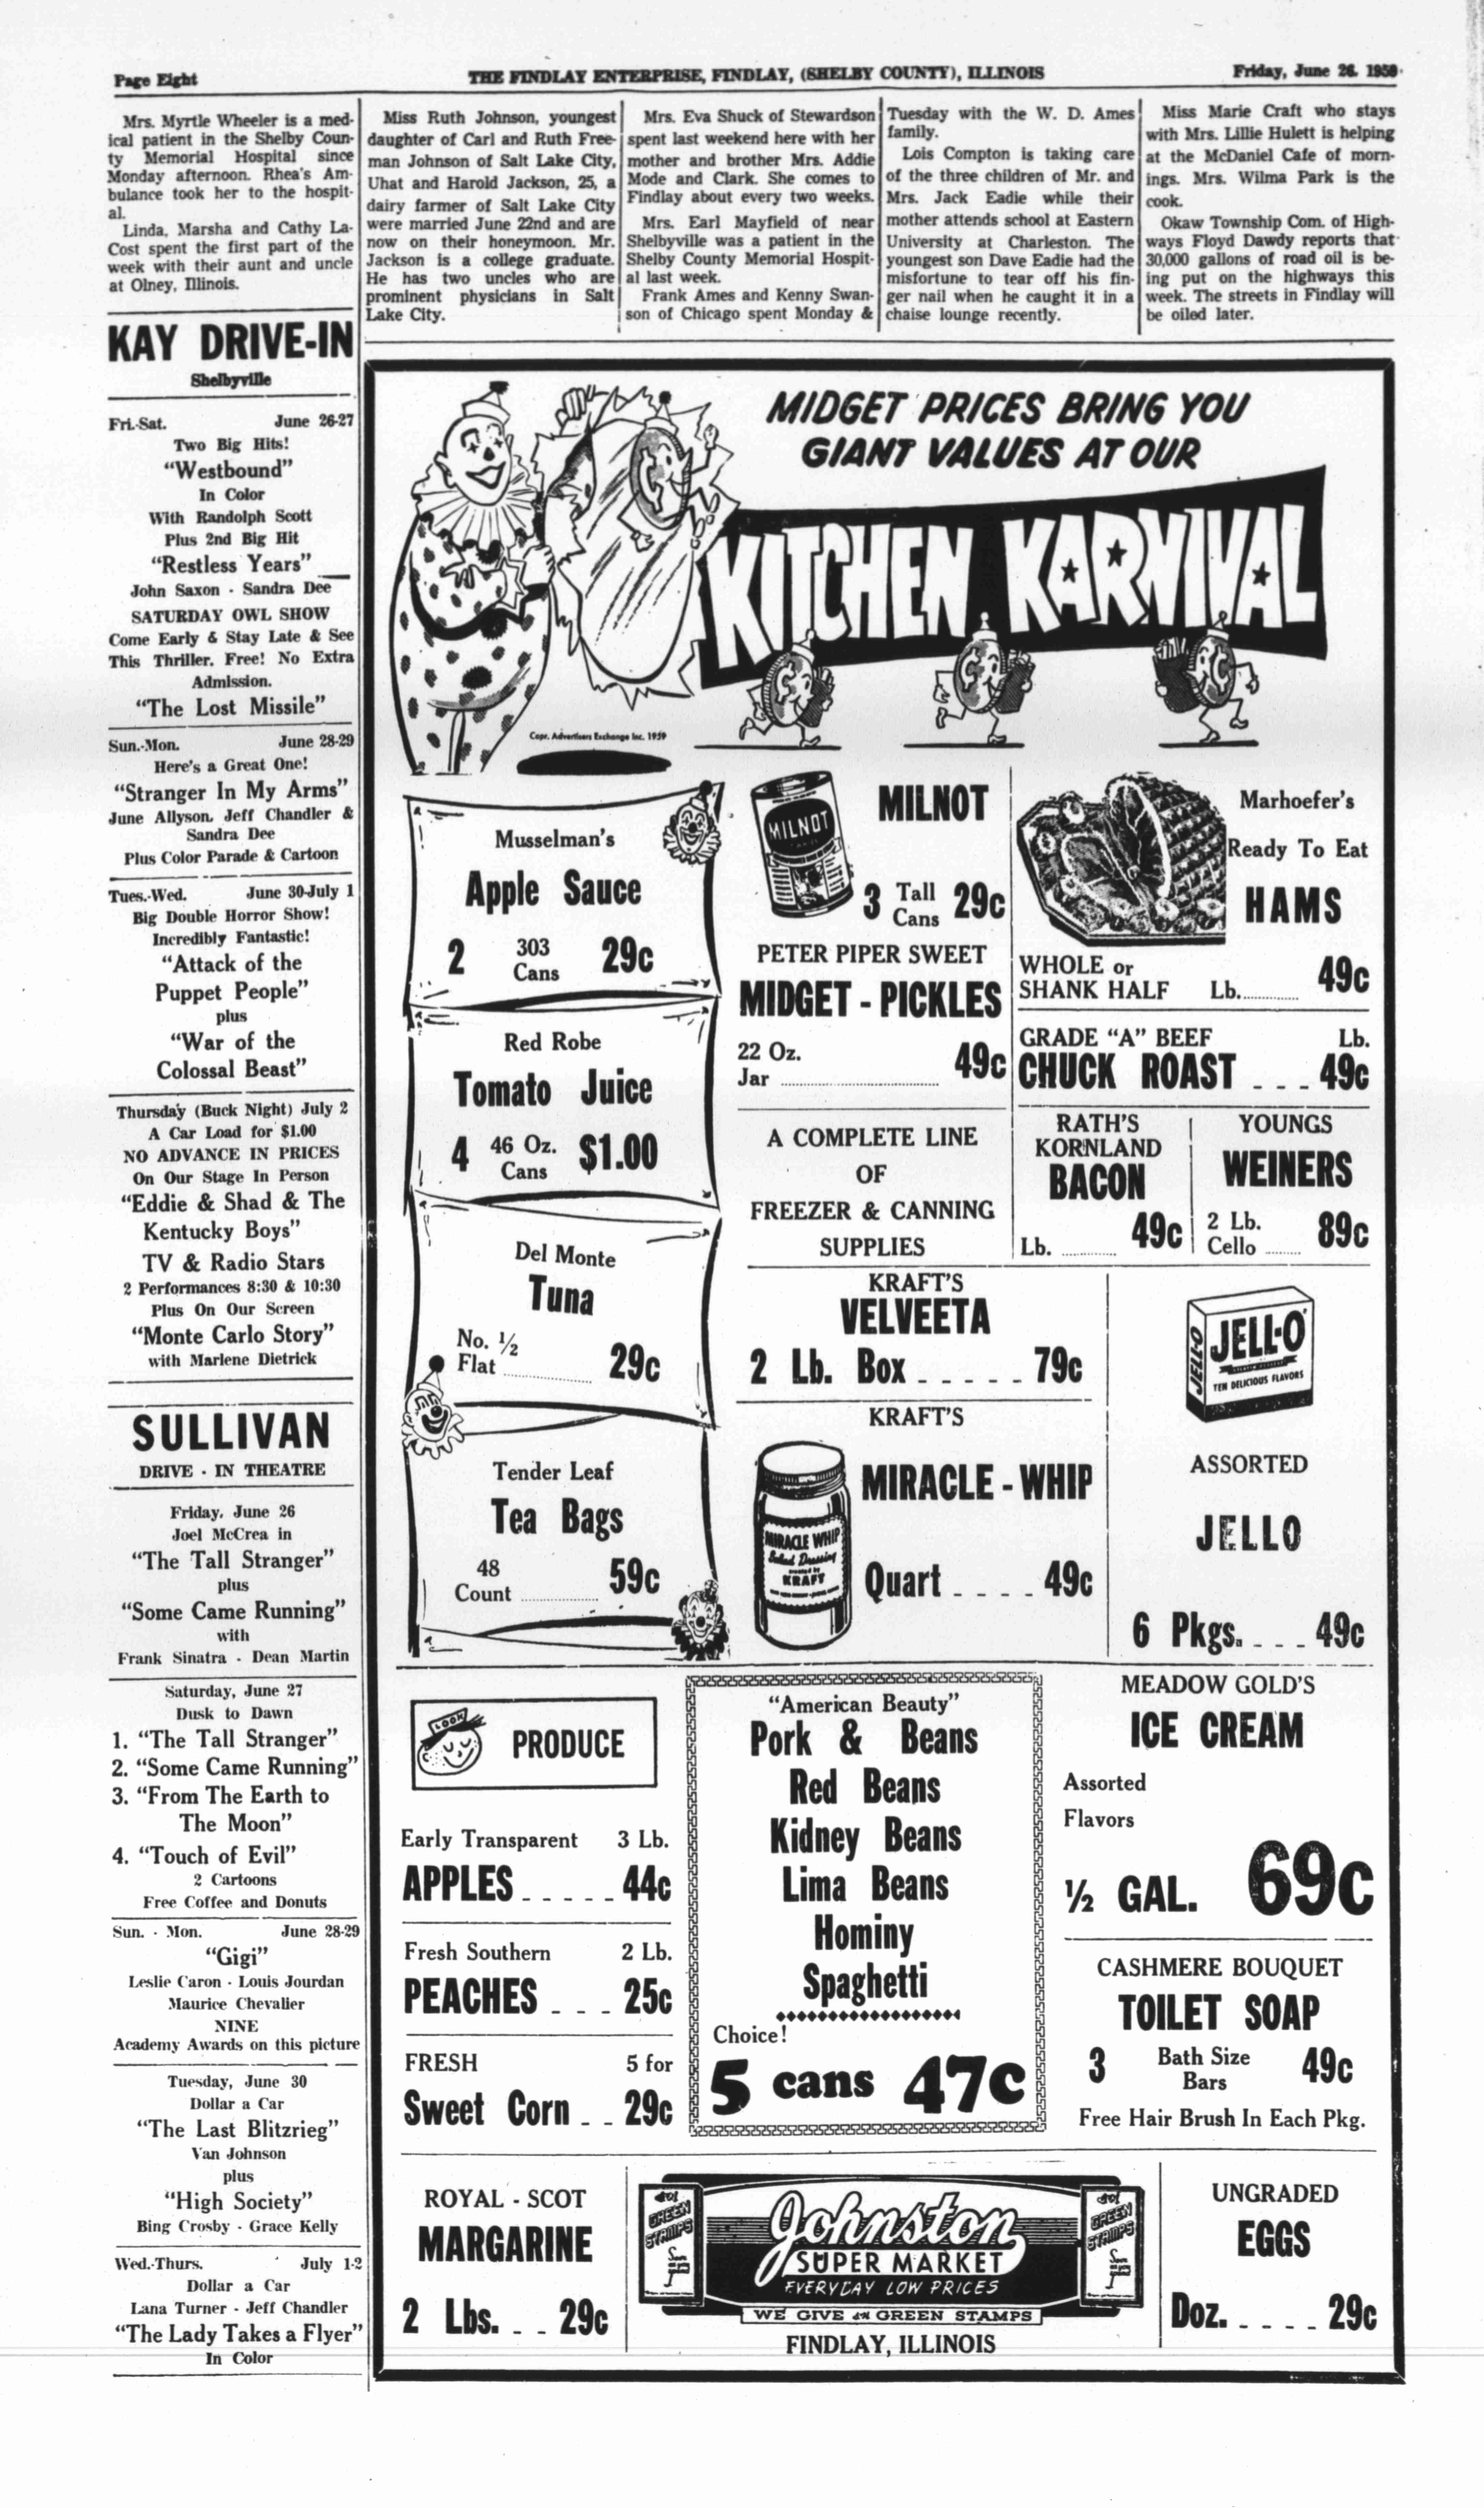 Page Eight
THE FINDLAY ENTERPRISE, FINDLAY, (SHELBY COUNTY), ILLINOIS
Friday, June 26, 1959
Mrs. Myrtle Wheeler is a med-
ical patient in the Shelby Coun-
ty Memorial Hospital since
Monday afternoon. Rhea's Am-
bulance took her to the hospit-
al.
Linda, Marsha and Cathy La-
Cost spent the first part of the
week with their aunt and uncle
at Olney, Illinois.
Miss Ruth Johnson, youngest
daughter of Carl and Ruth Free-
man Johnson of Salt Lake City,
Uhat and Harold Jackson, 25, a
dairy farmer of Salt Lake City
were married June 22nd and are
now on their honeymoon. Mr.
Jackson is a college graduate.
He has two uncles who are
prominent physicians in Salt
Lake City.
Mrs. Eva Shuck of Stewardson
spent last weekend here with her
mother and brother Mrs. Addie
Mode and Clark. She comes to
Findlay about every two weeks.
Mrs. Earl Mayfield of near
Shelbyville was a patient in the
Shelby County Memorial Hospit-
al last week.
Frank Ames and Kenny Swan-
son of Chicago spent Monday &
Tuesday with the W. D. Ames
family.
Lois Compton is taking care
of the three children of Mr. and
Mrs. Jack Eadie while their
mother attends school at Eastern
University at Charleston. The
youngest son Dave Eadie had the
misfortune to tear off his fin-
ger nail when he caught it in a
chaise lounge recently.
Miss Marie Craft who stays
with Mrs. Lillie Hulett is helping
at the McDaniel Cafe of morn-
ings. Mrs. Wilma Park is the
cook.
Okaw Township Com. of High-
ways Floyd Dawdy reports that
30,000 gallons of road oil is be-
ing put on the highways this
week. The streets in Findlay will
be oiled later.
KAY DRIVE-IN
Shelbyville
Fri.-Sat. June 26-27
Two Big Hits!
"Westbound"
In Color
With Randolph Scott
Plus 2nd Big Hit
"Restless Years"
John Saxon - Sandra Dee
SATURDAY OWL SHOW
Come Early & Stay Late & See
This Thriller. Free! No Extra
Admission.
"The Lost Missile"
Sun.-Mon. June 28-29
Here's a Great One!
"Stranger In My Arms"
June Allyson, Jeff Chandler &
Sandra Dee
Plus Color Parade & Cartoon
Tues.-Wed. June 30-July 1
Big Double Horror Show!
Incredibly Fantastic!
"Attack of the
Puppet People"
plus
"War of the
Colossal Beast"
Thursday (Buck Night) July 2
A Car Load for $1.00
NO ADVANCE IN PRICES
On Our Stage In Person
"Eddie & Shad & The
Kentucky Boys"
TV & Radio Stars
2 Performances 8:30 & 10:30
Plus On Our Screen
"Monte Carlo Story"
with Marlene Dietrick
SULLIVAN
DRIVE - IN THEATRE
Friday, June 26
Joel McCrea in
"The Tall Stranger"
plus
"Some Came Running"
with
Frank Sinatra - Dean Martin
Saturday, June 27
Dusk to Dawn
1. "The Tall Stranger"
2. "Some Came Running"
3. "From The Earth to
The Moon"
4. "Touch of Evil"
2 Cartoons
Free Coffee and Donuts
Sun. - Mon. June 28-29
"Gigi"
Leslie Caron - Louis Jourdan
Maurice Chevalier
NINE
Academy Awards on this picture
Tuesday, June 30
Dollar a Car
"The Last Blitzrieg"
Van Johnson
plus
"High Society"
Bing Crosby - Grace Kelly
Wed.-Thurs. July 1-2
Dollar a Car
Lana Turner - Jeff Chandler
"The Lady Takes a Flyer"
In Color
MIDGET PRICES BRING YOU
GIANT VALUES AT OUR
KITCHEN KARNIVAL
Copr. Advertisers Exchange Inc. 1959
Musselman's
Apple Sauce
2 303 Cans 29c
Red Robe
Tomato Juice
4 46 Oz. Cans $1.00
Del Monte
Tuna
No. ½
Flat 29c
Tender Leaf
Tea Bags
48
Count 59c
MILNOT
MILNOT
3 Tall Cans 29c
PETER PIPER SWEET
MIDGET - PICKLES
22 Oz.
Jar 49c
A COMPLETE LINE
OF
FREEZER & CANNING
SUPPLIES
Marhoefer's
Ready To Eat
HAMS
WHOLE or
SHANK HALF Lb. 49c
GRADE "A" BEEF Lb.
CHUCK ROAST - - - 49c
RATH'S
KORNLAND
BACON
Lb. 49c
YOUNGS
WEINERS
2 Lb.
Cello 89c
KRAFT'S
VELVEETA
2 Lb. Box - - - - - 79c
KRAFT'S
MIRACLE - WHIP
MIRACLE WHIP
Salad Dressing
KRAFT
Quart - - - - 49c
JELL-O
JELL-O
TEN DELICIOUS FLAVORS
ASSORTED
JELLO
6 Pkgs. - - - 49c
LOOK
PRODUCE
Early Transparent 3 Lb.
APPLES - - - - - 44c
Fresh Southern 2 Lb.
PEACHES - - - 25c
FRESH 5 for
Sweet Corn - - 29c
"American Beauty"
Pork & Beans
Red Beans
Kidney Beans
Lima Beans
Hominy
Spaghetti
Choice!
5 cans 47c
MEADOW GOLD'S
ICE CREAM
Assorted
Flavors
½ GAL. 69c
CASHMERE BOUQUET
TOILET SOAP
3 Bath Size Bars 49c
Free Hair Brush In Each Pkg.
ROYAL - SCOT
MARGARINE
2 Lbs. - - 29c
GREEN STAMPS
Johnston
SUPER MARKET
EVERYDAY LOW PRICES
WE GIVE GREEN STAMPS
GREEN STAMPS
FINDLAY, ILLINOIS
UNGRADED
EGGS
Doz. - - - - 29c